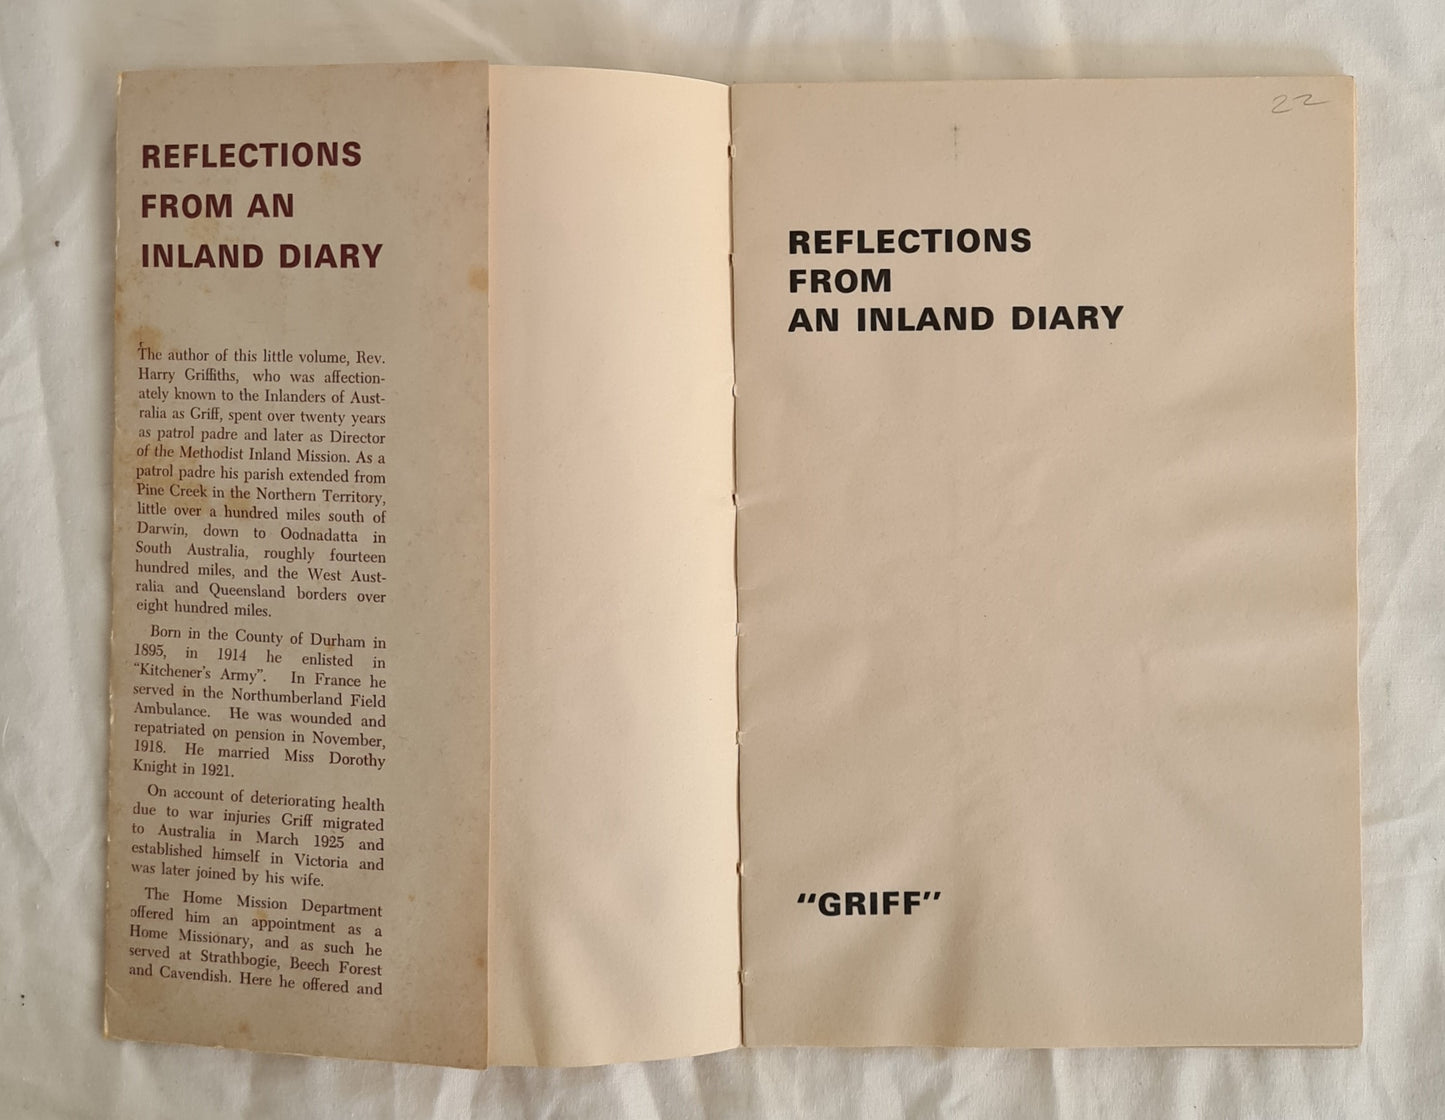 REFLECTIONS
FROM AN
INLAND DIARY
The author of this little volume, Rev.
Harry Griffiths, who was affection-
ately known to the Inlanders of Aust-
ralia as Griff, spent over twenty years
as patrol padre and later as Director
of the Methodist Inland Mission. As a
patrol padre his parish extended from
Pine Creek in the Northern Territory,
little over a hundred miles south of
Darwin, down to Oodnadatta in
South Australia, roughly fourteen
hundred miles, and the West Aust-
ralia and Queensland borders over
eight hundred miles.
Born in the County of Durham in
1895, in 1914 he enlisted in
"Kitchener's Army". In France he
served in the Northumberland Field
Ambulance. He was wounded and
repatriated on pension in November,
1918. He married Miss Dorothy
Knight in 1921.
On account of deteriorating health
due to war injuries Griff migrated
to Australia in March 1925 and
established himself in Victoria and
was later joined by his wife.
The Home Mission Department
offered him an appointment as a
Home Missionary, and as such he
served at Strathbogie, Beech Forest
and Cavendish. Here he offered and
22
REFLECTIONS
FROM
AN INLAND DIARY
"GRIFF"